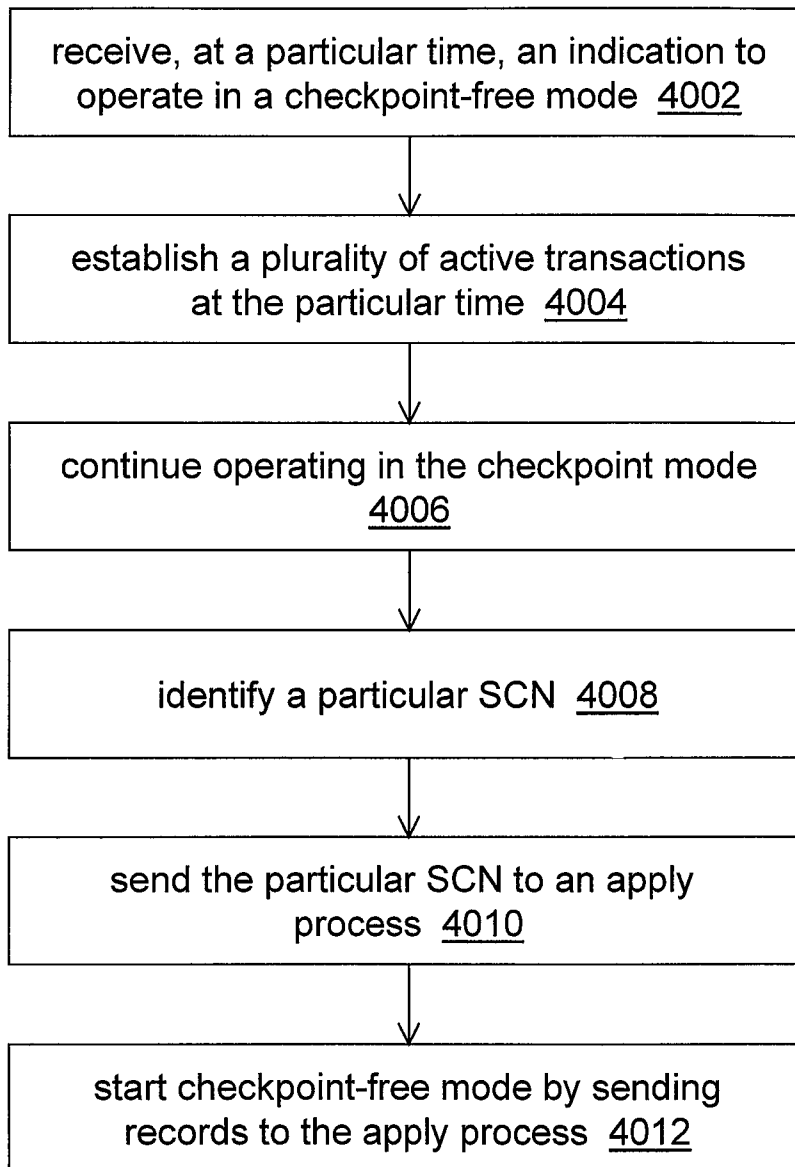 receive, at a particular time, an indication to
operate in a checkpoint-free mode 4002
establish a plurality of active transactions
at the particular time 4004
continue operating in the checkpoint mode
4006
identify a particular SCN 4008
send the particular SCN to an apply
process 4010
start checkpoint-free mode by sending
records to the apply process 4012